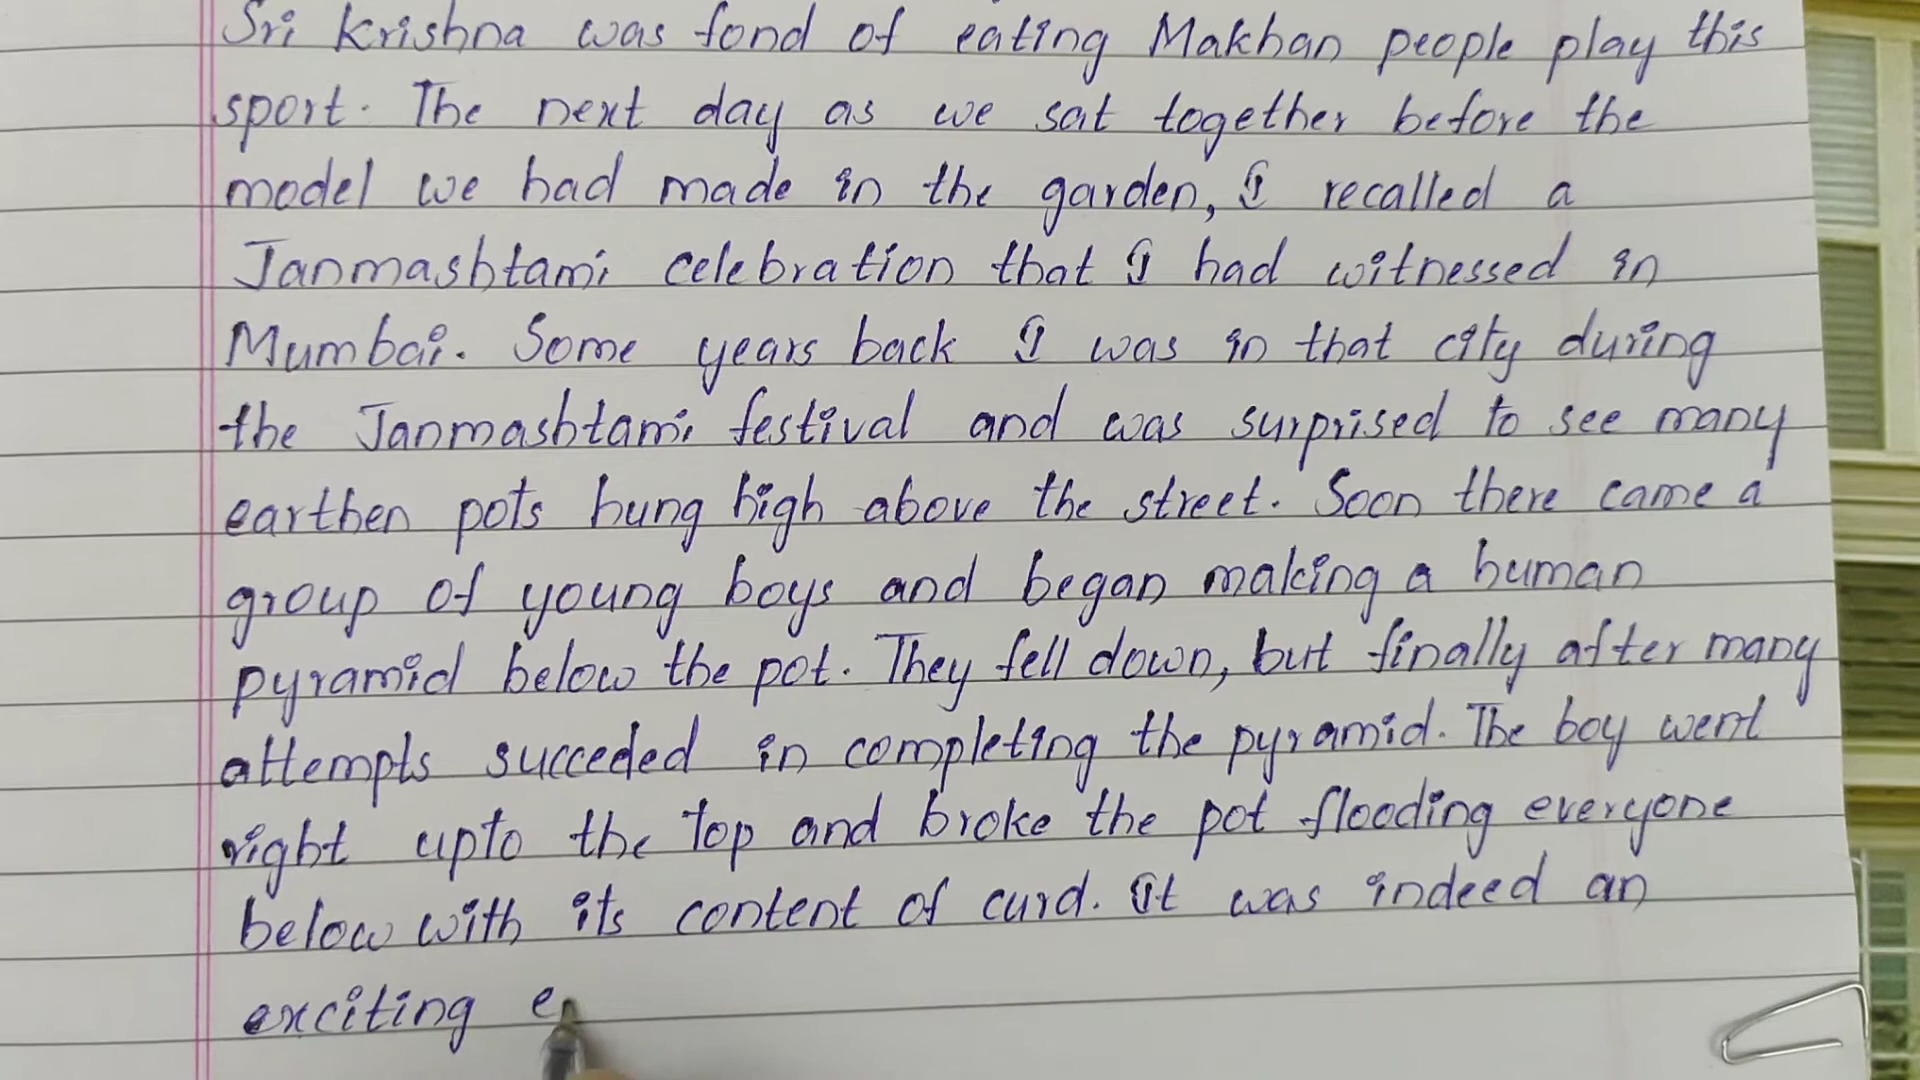 Sri Krishna was fond of eating Makhan people play this
sport. The next day as we sat together before the
model we had made in the garden, I recalled a
Janmashtami celebration that I had witnessed in
Mumbai. Some years back I was in that city during
the Janmashtami festival and was surprised to see many
earthen pots hung high above the street. Soon there came a
group of young boys and began making a human
pyramid below the pot. They fell down, but finally after many
attempts succeded in completing the pyramid. The boy went
right upto the top and broke the pot flooding everyone
below with its content of curd. It was indeed an
exciting